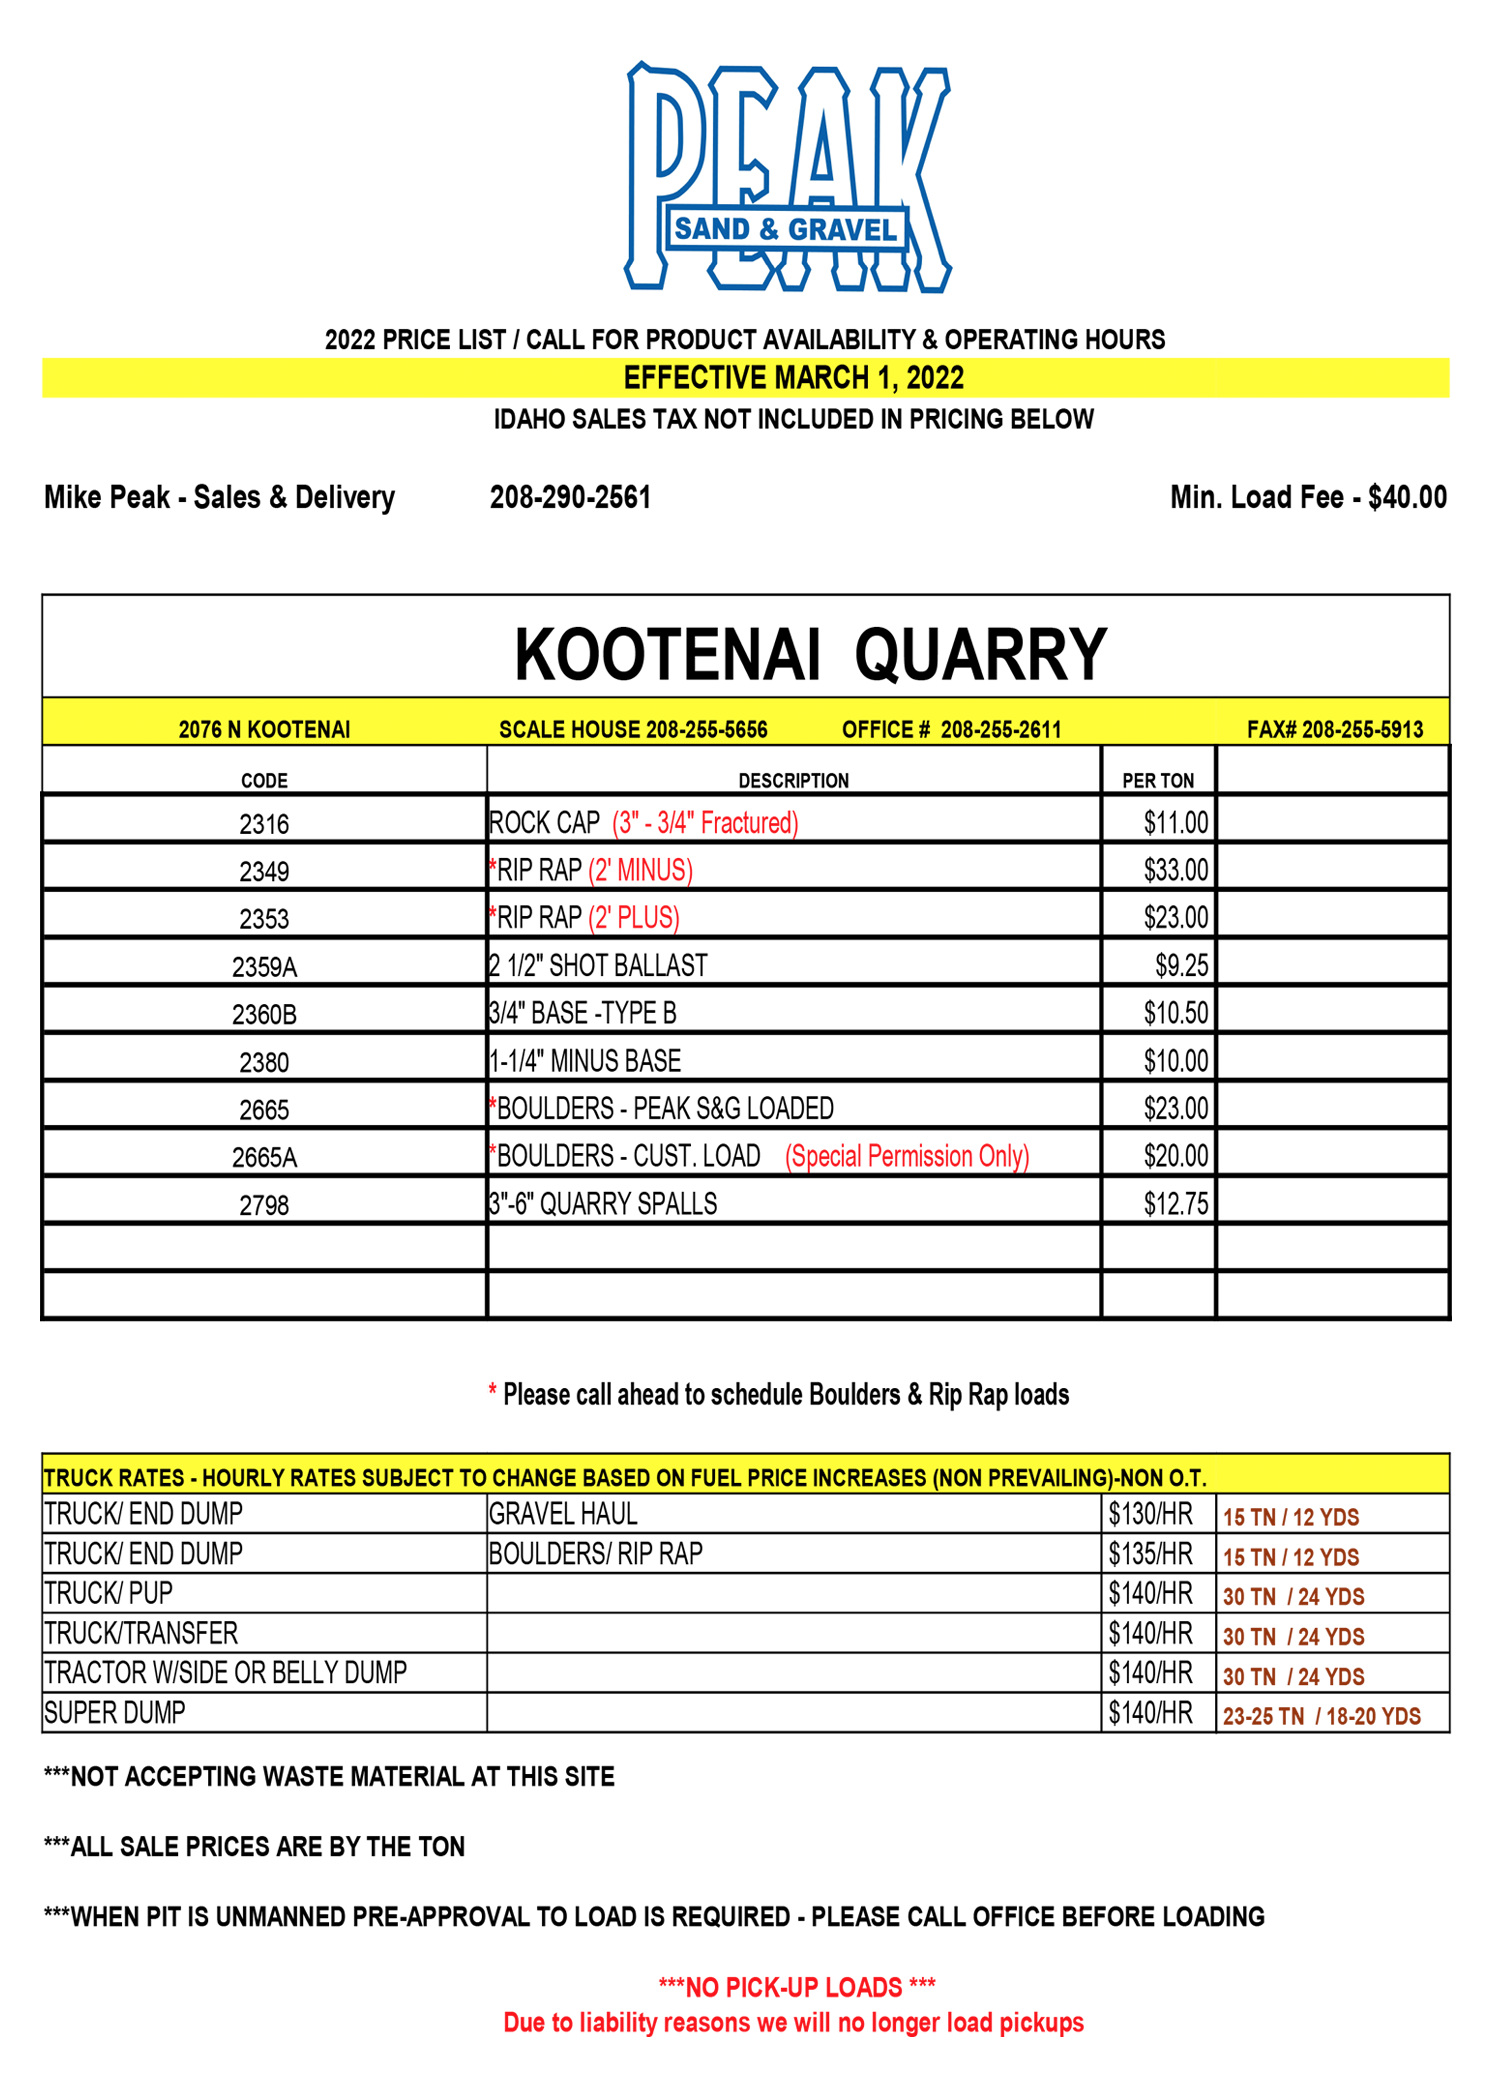 PEAK
SAND & GRAVEL
2022 PRICE LIST / CALL FOR PRODUCT AVAILABILITY & OPERATING HOURS
EFFECTIVE MARCH 1, 2022
IDAHO SALES TAX NOT INCLUDED IN PRICING BELOW
Mike Peak - Sales & Delivery 208-290-2561 Min. Load Fee - $40.00
KOOTENAI QUARRY
2076 N KOOTENAI SCALE HOUSE 208-255-5656 OFFICE # 208-255-2611 FAX# 208-255-5913
CODE DESCRIPTION PER TON
2316 ROCK CAP (3" - 3/4" Fractured) $11.00
2349 *RIP RAP (2' MINUS) $33.00
2353 *RIP RAP (2' PLUS) $23.00
2359A 2 1/2" SHOT BALLAST $9.25
2360B 3/4" BASE -TYPE B $10.50
2380 1-1/4" MINUS BASE $10.00
2665 *BOULDERS - PEAK S&G LOADED $23.00
2665A *BOULDERS - CUST. LOAD (Special Permission Only) $20.00
2798 3"-6" QUARRY SPALLS $12.75
* Please call ahead to schedule Boulders & Rip Rap loads
TRUCK RATES - HOURLY RATES SUBJECT TO CHANGE BASED ON FUEL PRICE INCREASES (NON PREVAILING)-NON O.T.
TRUCK/ END DUMP GRAVEL HAUL $130/HR 15 TN / 12 YDS
TRUCK/ END DUMP BOULDERS/ RIP RAP $135/HR 15 TN / 12 YDS
TRUCK/ PUP $140/HR 30 TN / 24 YDS
TRUCK/TRANSFER $140/HR 30 TN / 24 YDS
TRACTOR W/SIDE OR BELLY DUMP $140/HR 30 TN / 24 YDS
SUPER DUMP $140/HR 23-25 TN / 18-20 YDS
***NOT ACCEPTING WASTE MATERIAL AT THIS SITE
***ALL SALE PRICES ARE BY THE TON
***WHEN PIT IS UNMANNED PRE-APPROVAL TO LOAD IS REQUIRED - PLEASE CALL OFFICE BEFORE LOADING
***NO PICK-UP LOADS ***
Due to liability reasons we will no longer load pickups